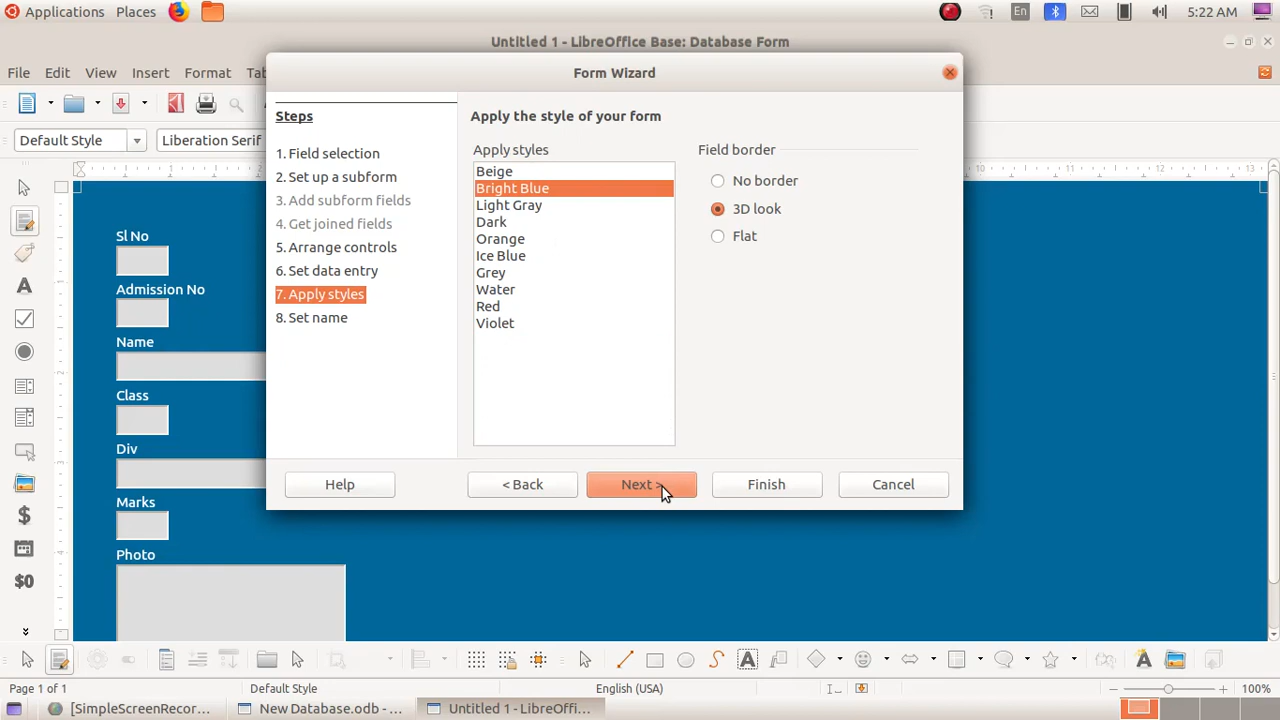 Applications Places En 5:22 AM
Untitled 1 - LibreOffice Base: Database Form
File Edit View Insert Format
Form Wizard
Default Style Liberation Serif
Steps
1. Field selection
2. Set up a subform
3. Add subform fields
4. Get joined fields
5. Arrange controls
6. Set data entry
7. Apply styles
8. Set name
Apply the style of your form
Apply styles
Beige
Bright Blue
Light Gray
Dark
Orange
Ice Blue
Grey
Water
Red
Violet
Field border
No border
3D look
Flat
Help < Back Next > Finish Cancel
Sl No
Admission No
Name
Class
Div
Marks
Photo
10 11 12 13
Page 1 of 1 Default Style English (USA) 100%
[SimpleScreenRecor... New Database.odb - ... Untitled 1 - LibreOffi...